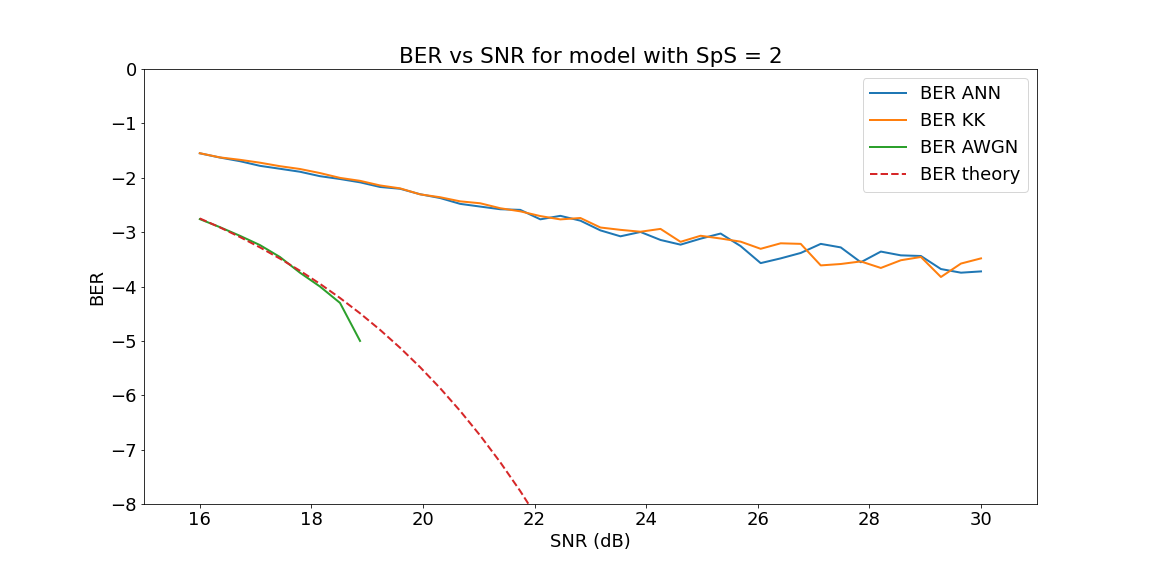 BER vs SNR for model with SpS = 2
BER
0
−1
−2
−3
−4
−5
−6
−7
−8
BER ANN
BER KK
BER AWGN
BER theory
16 18 20 22 24 26 28 30
SNR (dB)